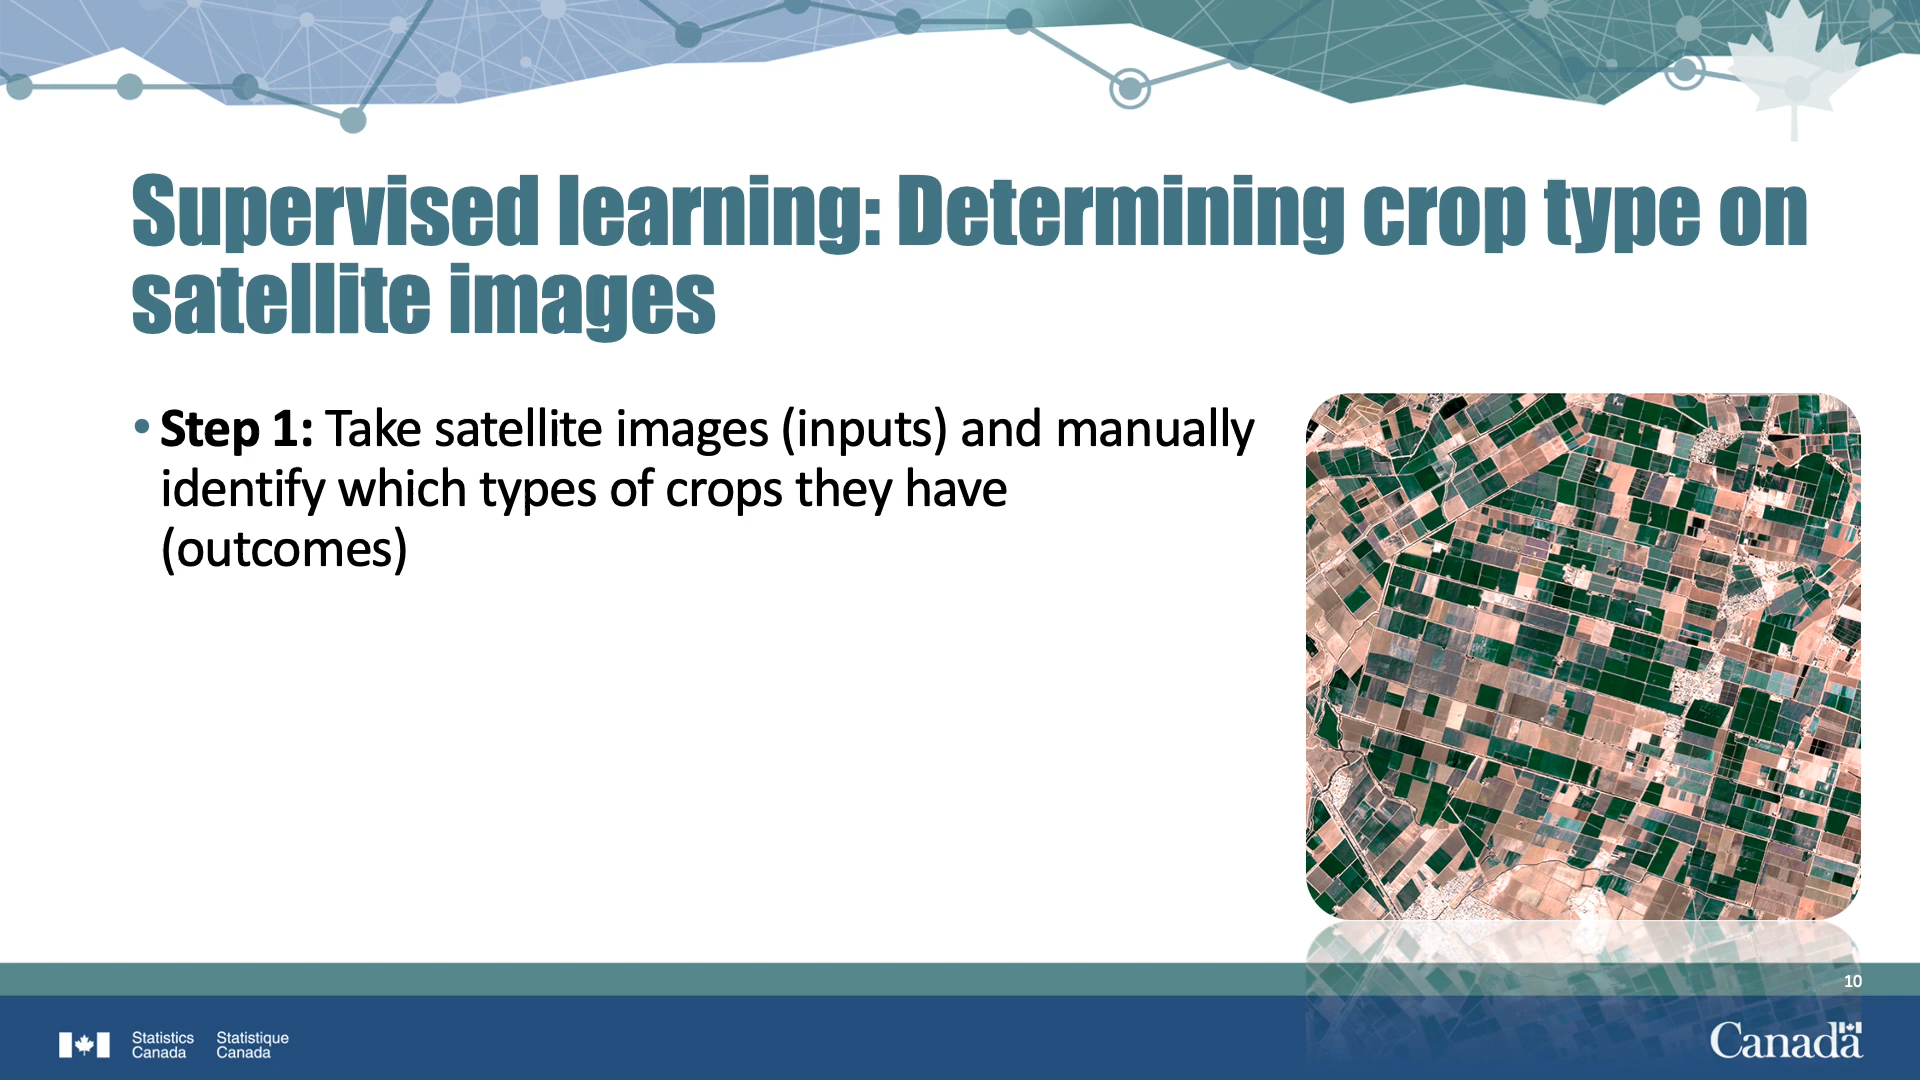 Supervised learning: Determining crop type on
satellite images
• Step 1: Take satellite images (inputs) and manually
identify which types of crops they have
(outcomes)
10
Statistics
Canada
Statistique
Canada
Canada